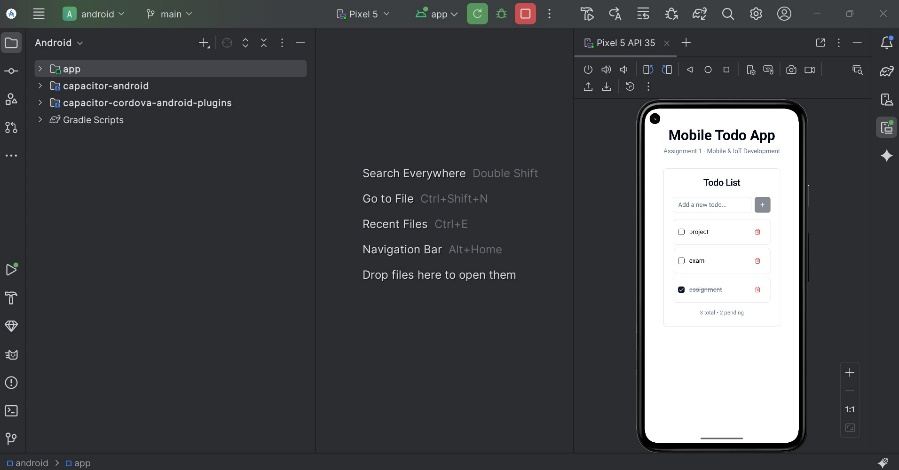 A android main Pixel 5 app
Android
Pixel 5 API 35
app
capacitor-android
capacitor-cordova-android-plugins
Gradle Scripts
Search Everywhere Double Shift
Go to File Ctrl+Shift+N
Recent Files Ctrl+E
Navigation Bar Alt+Home
Drop files here to open them
Mobile Todo App
Assignment 1 - Mobile & IoT Development
Todo List
Add a new todo...
project
exam
assignment
3 total • 2 pending
1:1
android > app